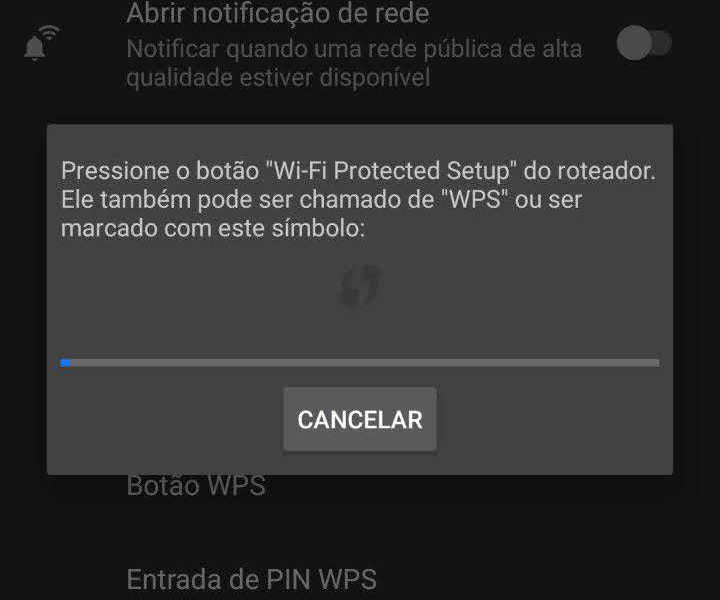 Abrir notificação de rede
Notificar quando uma rede pública de alta
qualidade estiver disponível
Pressione o botão "Wi-Fi Protected Setup" do roteador.
Ele também pode ser chamado de "WPS" ou ser
marcado com este símbolo:
CANCELAR
Botão WPS
Entrada de PIN WPS